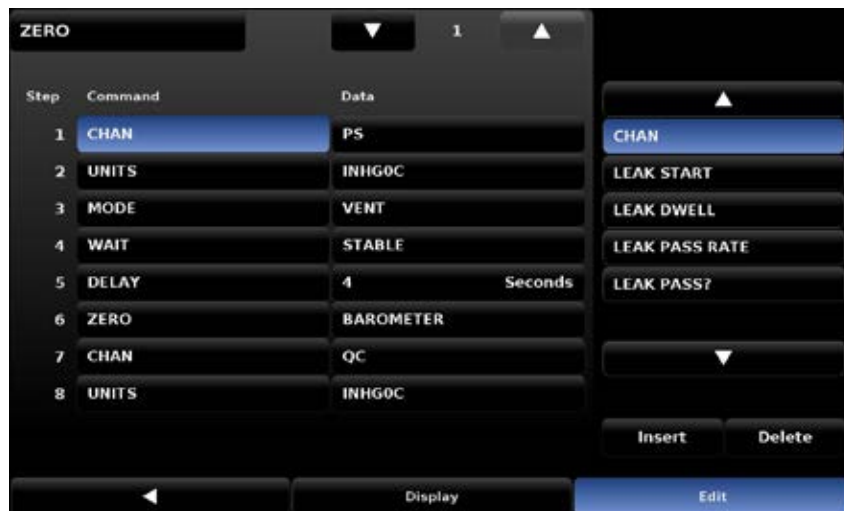 ZERO 1
Step Command Data
1 CHAN PS
CHAN
2 UNITS INHG0C
LEAK START
3 MODE VENT
LEAK DWELL
4 WAIT STABLE
LEAK PASS RATE
5 DELAY 4 Seconds
LEAK PASS?
6 ZERO BAROMETER
7 CHAN QC
8 UNITS INHG0C
Insert Delete
Display Edit